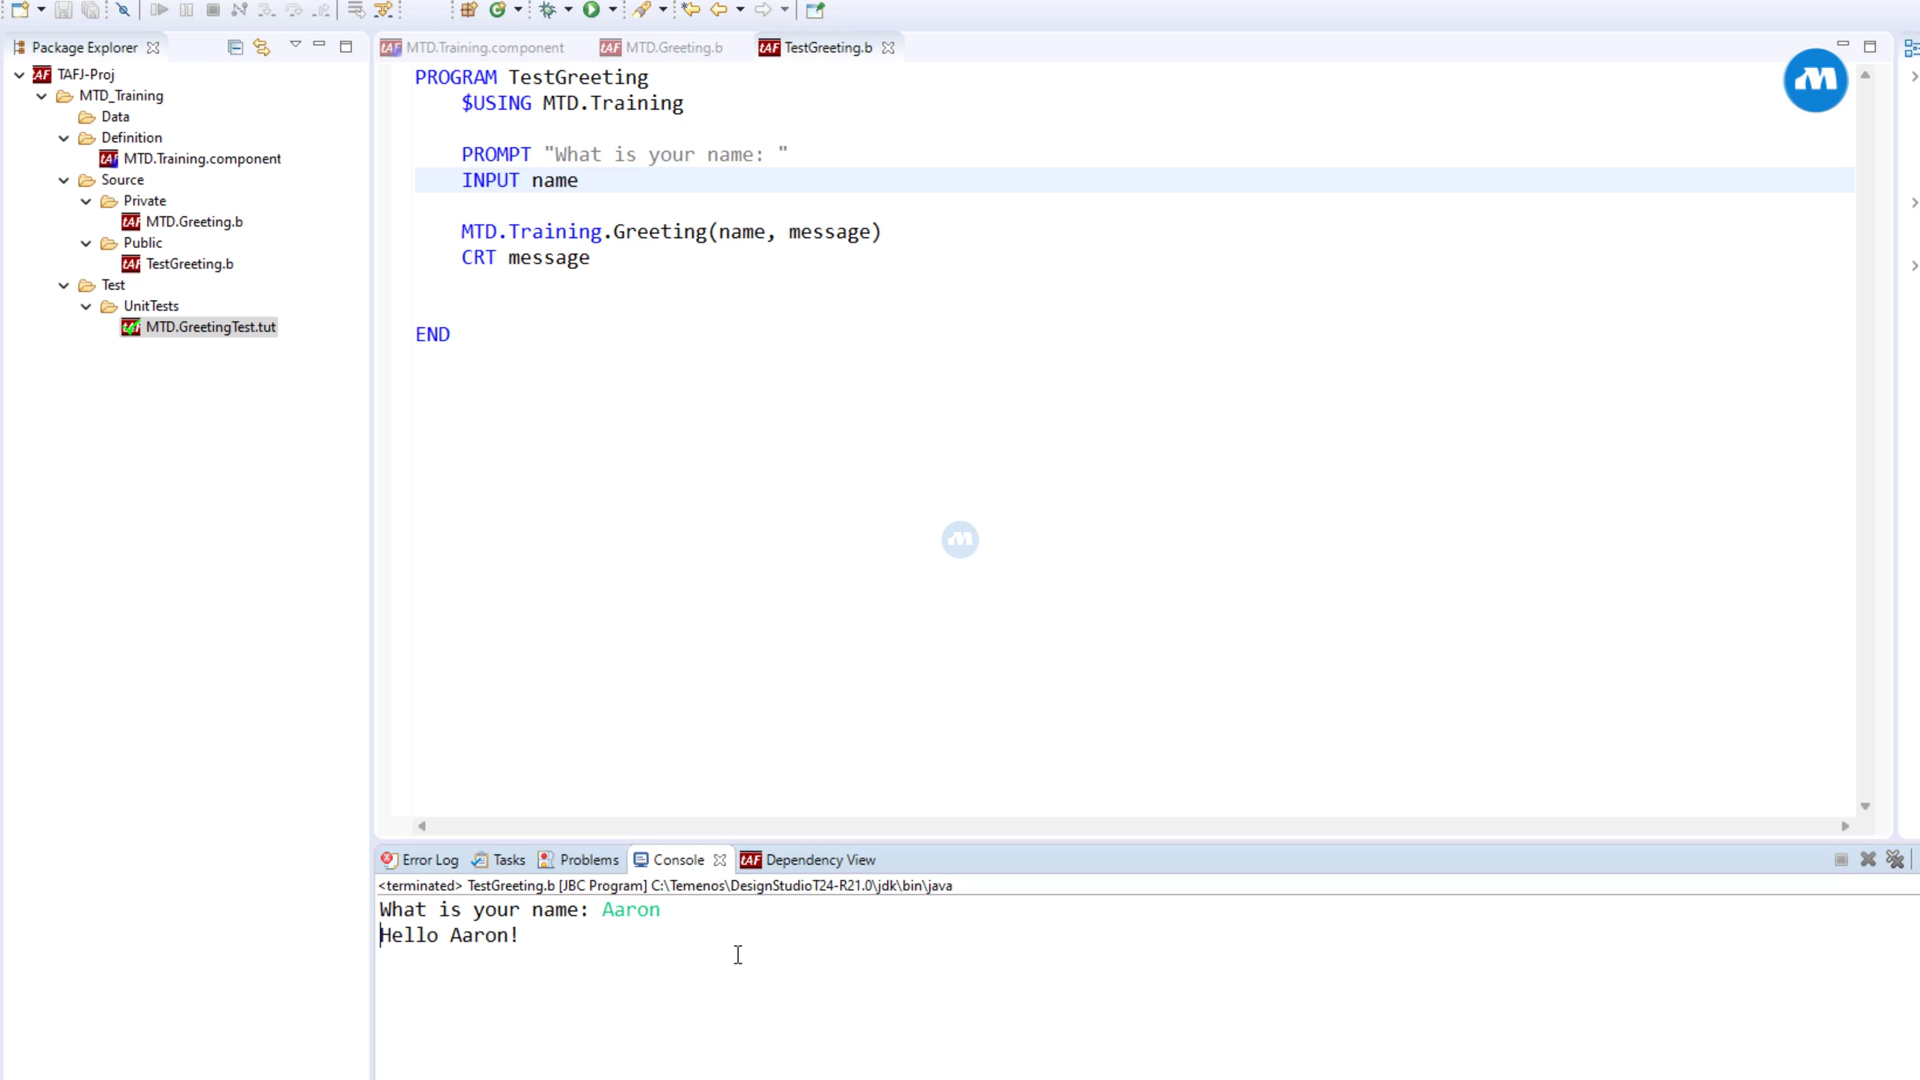 Package Explorer
TAFJ-Proj
MTD_Training
Data
Definition
MTD.Training.component
Source
Private
MTD.Greeting.b
Public
TestGreeting.b
Test
UnitTests
MTD.GreetingTest.tut
MTD.Training.component MTD.Greeting.b TestGreeting.b
PROGRAM TestGreeting
$USING MTD.Training
PROMPT "What is your name: "
INPUT name
MTD.Training.Greeting(name, message)
CRT message
END
Error Log Tasks Problems Console Dependency View
<terminated> TestGreeting.b [JBC Program] C:\Temenos\DesignStudioT24-R21.0\jdk\bin\java
What is your name: Aaron
Hello Aaron!